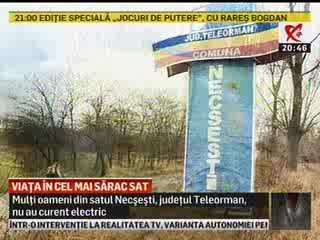 21:00 EDIȚIE SPECIALĂ „JOCURI DE PUTERE”, CU RAREȘ BOGDAN
20:46
JUD. TELEORMAN
COMUNA
NECȘEȘTI
VIAȚA ÎN CEL MAI SĂRAC SAT
Mulți oameni din satul Necșești, județul Teleorman,
nu au curent electric
ÎNTR-O INTERVENȚIE LA REALITATEA TV, VARIANTA AUTONOMIEI PE